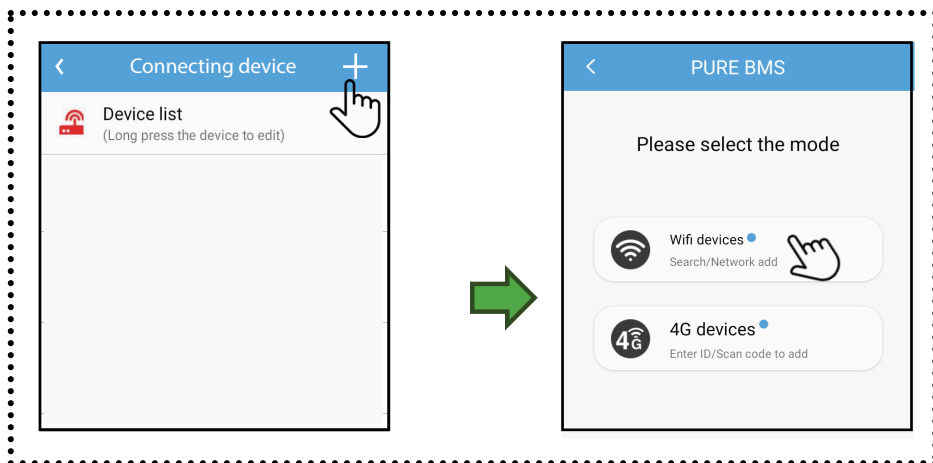 Connecting device
Device list
(Long press the device to edit)
PURE BMS
Please select the mode
Wifi devices
Search/Network add
4G
4G devices
Enter ID/Scan code to add